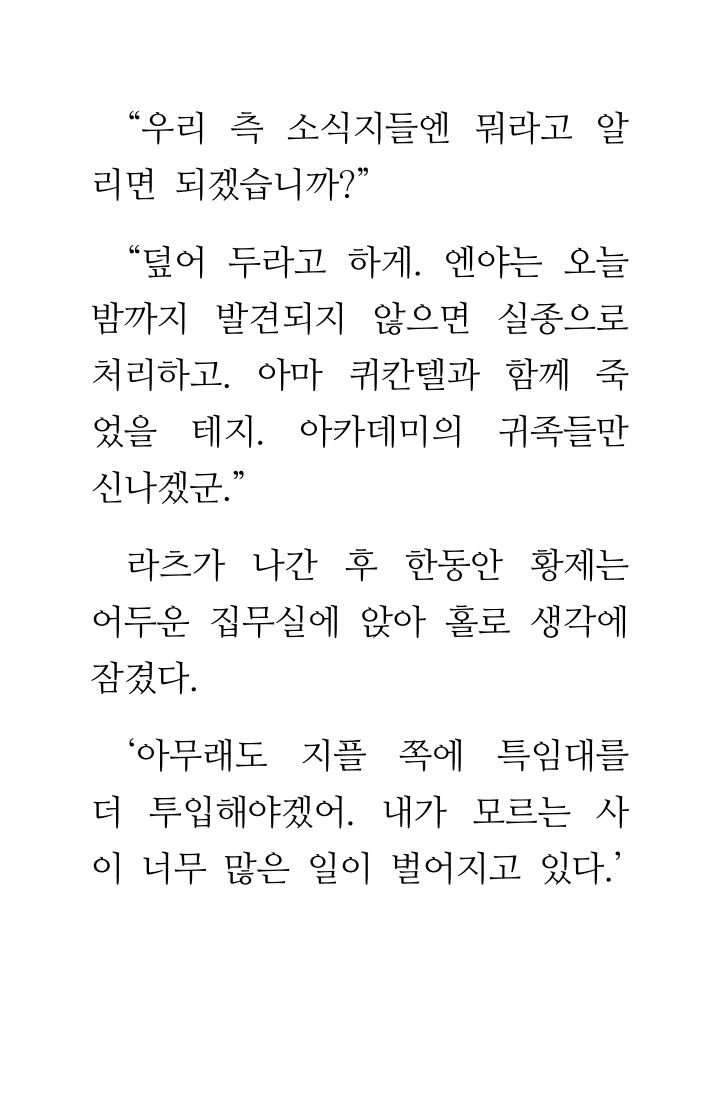 “우리 측 소식지들엔 뭐라고 알
리면 되겠습니까?”
“덮어 두라고 하게. 엔야는 오늘
밤까지 발견되지 않으면 실종으로
처리하고. 아마 퀴칸텔과 함께 죽
었을 테지. 아카데미의 귀족들만
신나겠군.”
라츠가 나간 후 한동안 황제는
어두운 집무실에 앉아 홀로 생각에
잠겼다.
‘아무래도 지플 쪽에 특임대를
더 투입해야겠어. 내가 모르는 사
이 너무 많은 일이 벌어지고 있다.’